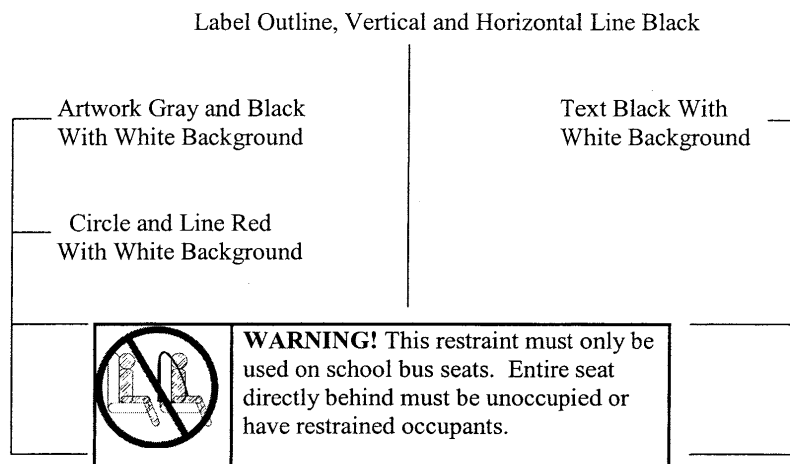 Label Outline, Vertical and Horizontal Line Black
Artwork Gray and Black
With White Background
Text Black With
White Background
Circle and Line Red
With White Background
WARNING! This restraint must only be
used on school bus seats. Entire seat
directly behind must be unoccupied or
have restrained occupants.